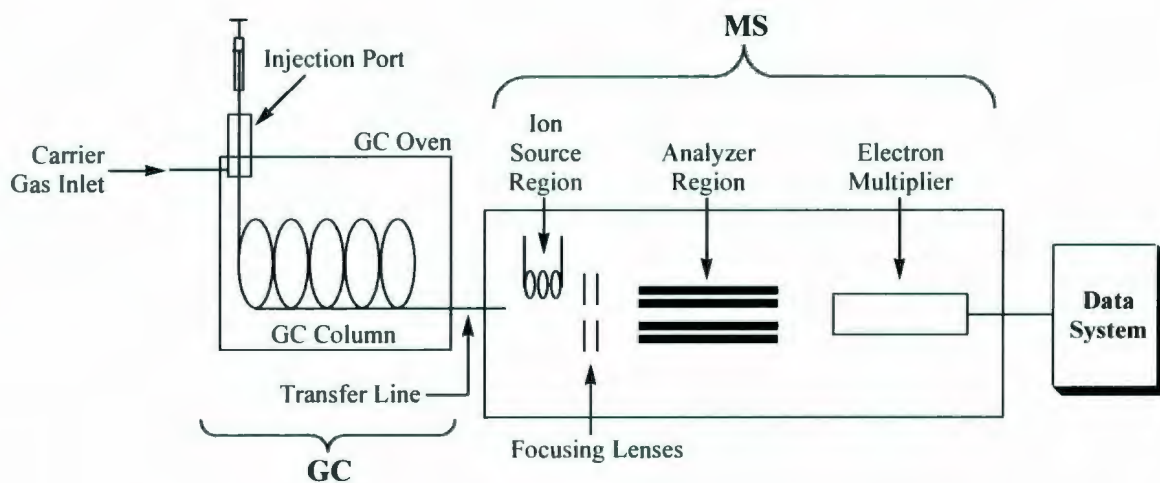 MS
Injection Port
GC Oven
Carrier
Gas Inlet
Ion
Source
Region
Analyzer
Region
Electron
Multiplier
GC Column
Data
System
Transfer Line
Focusing Lenses
GC